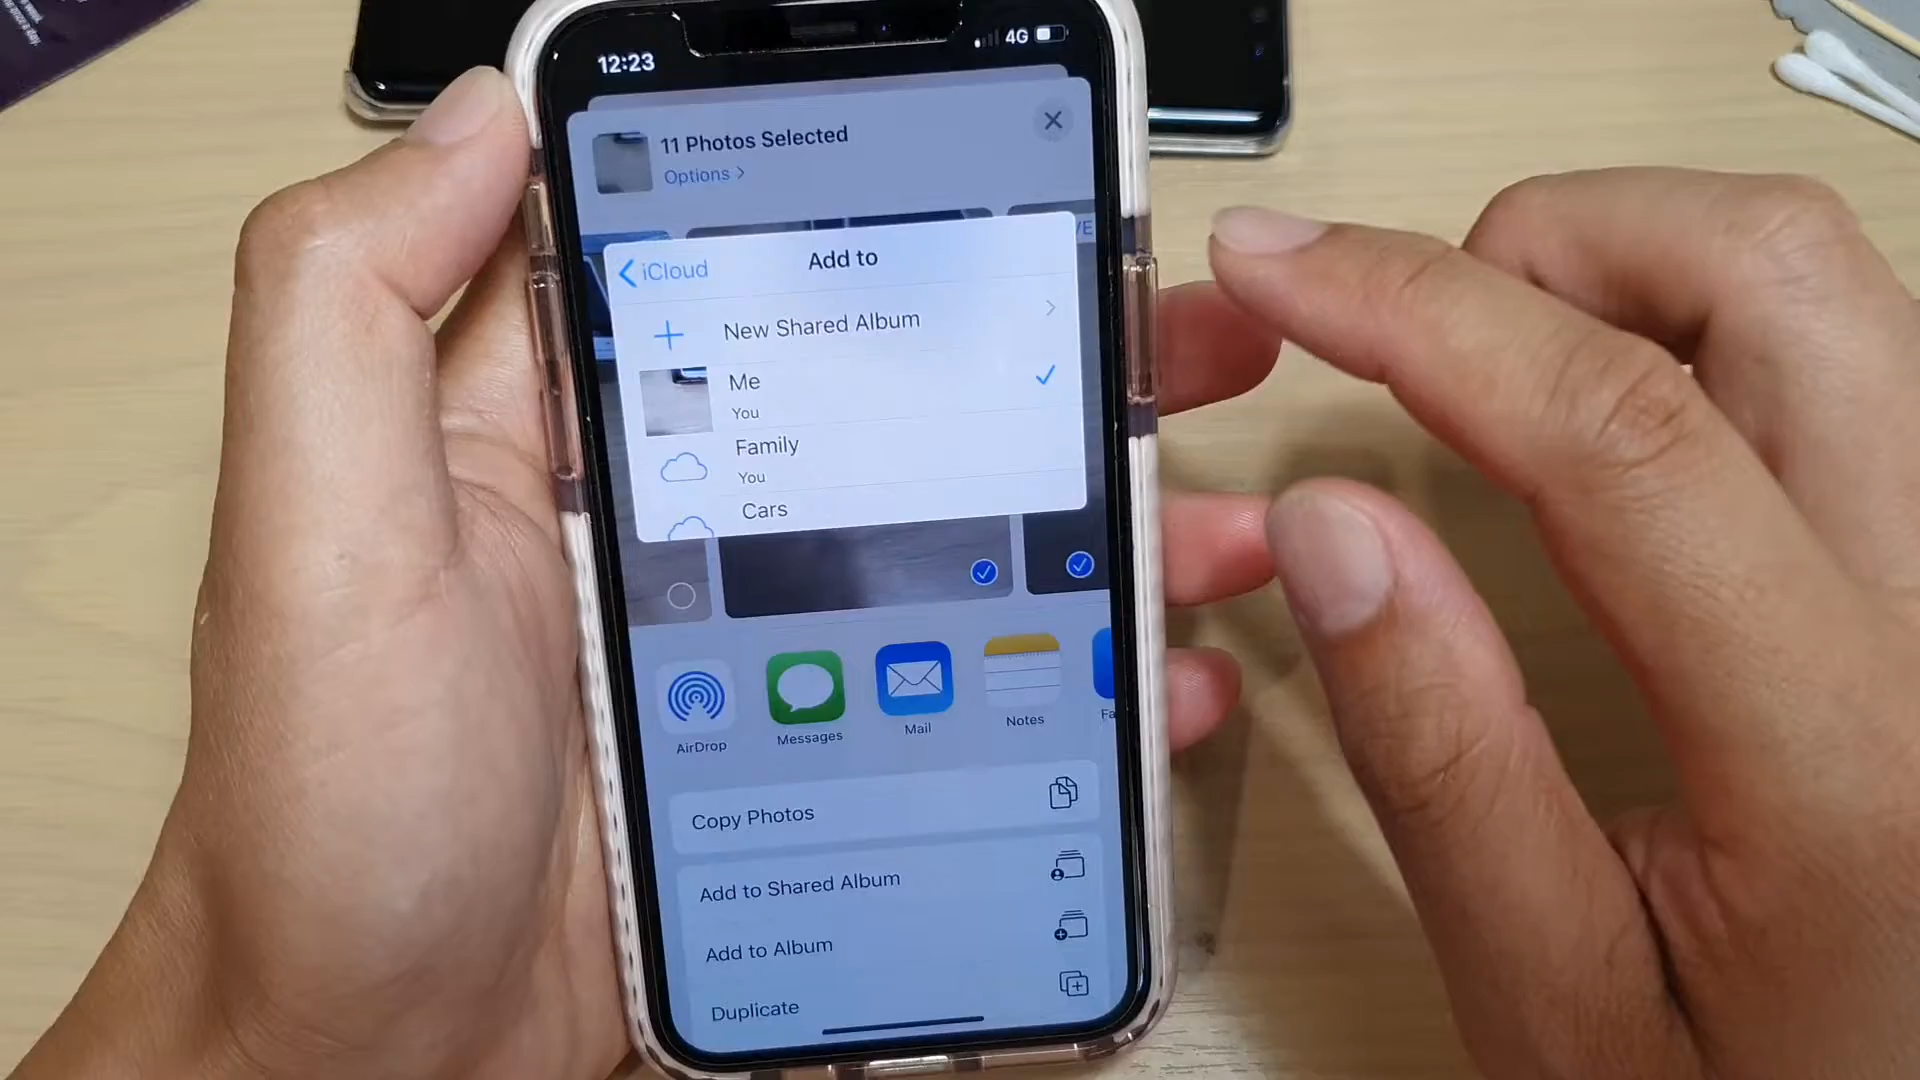 12:23
4G
11 Photos Selected
Options >
iCloud
Add to
New Shared Album
Me
You
Family
You
Cars
AirDrop
Messages
Mail
Notes
Copy Photos
Add to Shared Album
Add to Album
Duplicate